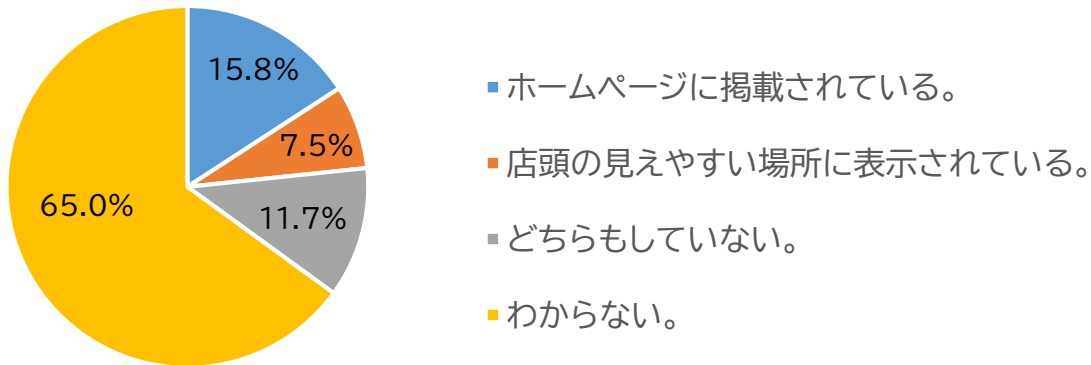 15.8%
7.5%
11.7%
65.0%
ホームページに掲載されている。
店頭の見えやすい場所に表示されている。
どちらもしていない。
わからない。